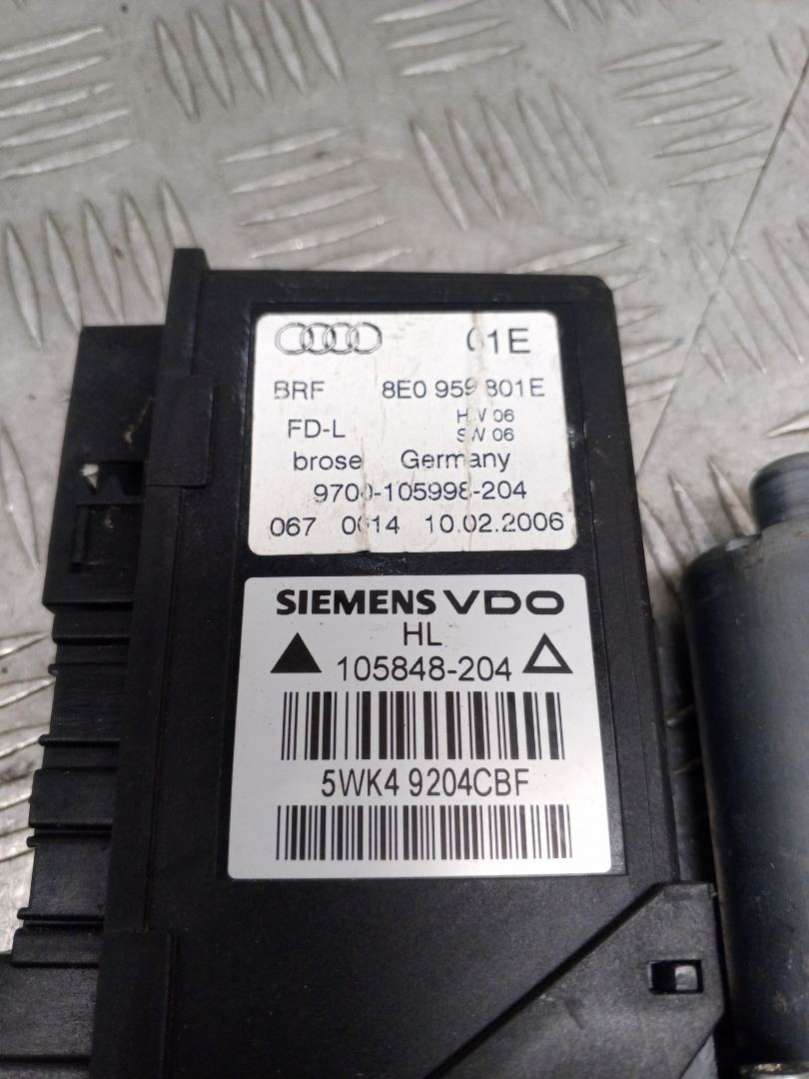 01E
BRF 8E0 959 801E
FD-L HW 06
SW 06
brose Germany
9700-105998-204
067 0014 10.02.2006
SIEMENS VDO
HL
105848-204
5WK4 9204CBF